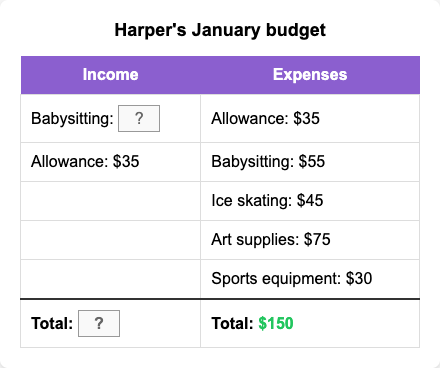 Harper's January budget
Income Expenses
Babysitting: ? Allowance: $35
Allowance: $35 Babysitting: $55
Ice skating: $45
Art supplies: $75
Sports equipment: $30
Total: ? Total: $150